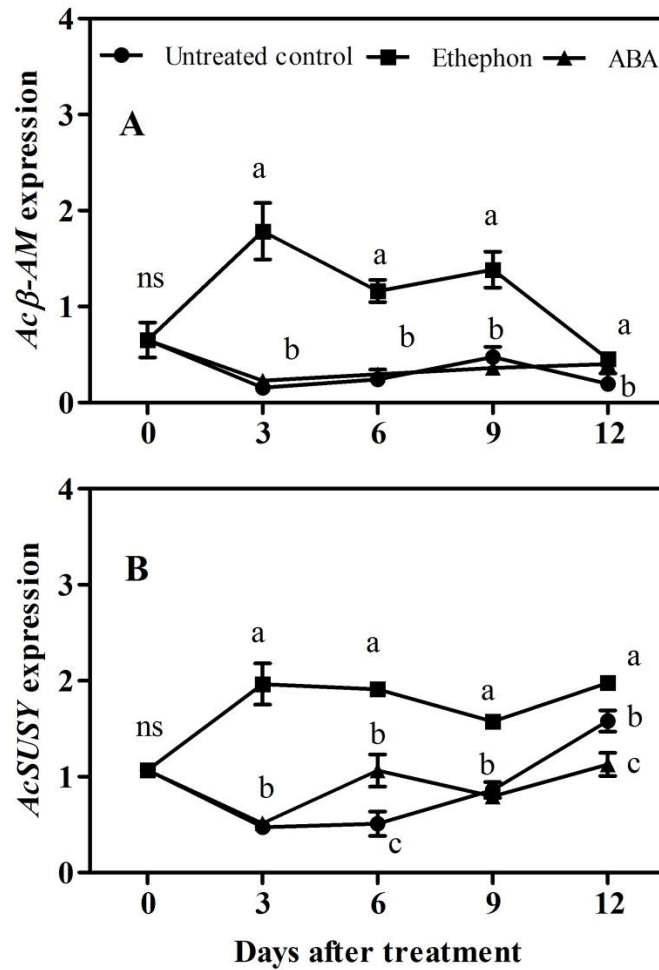 Untreated control Ethephon ABA
4
3
2
1
0
A
Acβ-AM expression
ns
a
a
a
a
b
b
b
b
0 3 6 9 12
4
3
2
1
0
B
AcSUSY expression
ns
a
a
a
a
b
b
b
b
c
c
0 3 6 9 12
Days after treatment